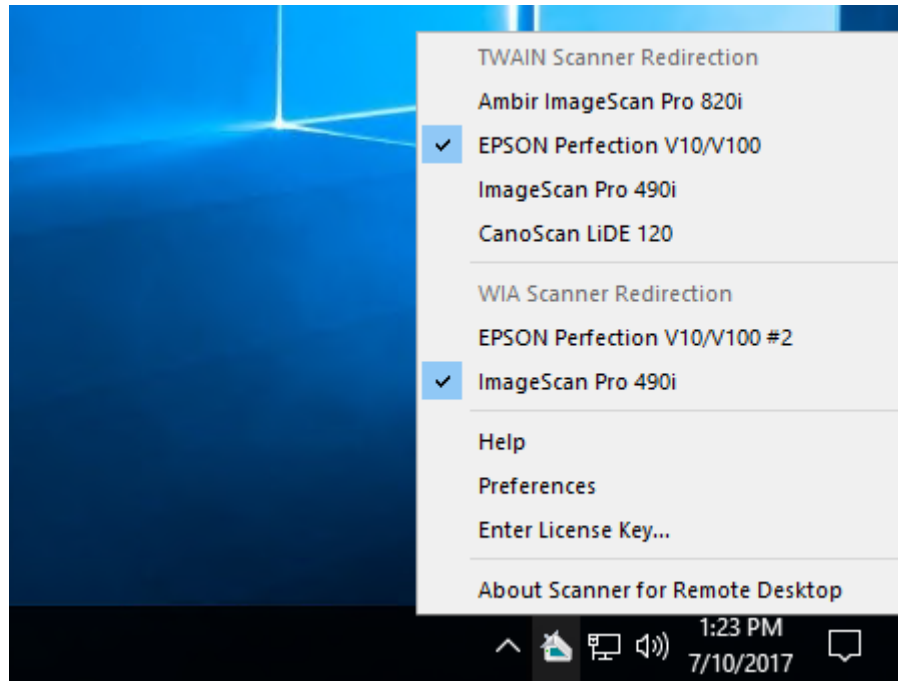 TWAIN Scanner Redirection
Ambir ImageScan Pro 820i
EPSON Perfection V10/V100
ImageScan Pro 490i
CanoScan LiDE 120
WIA Scanner Redirection
EPSON Perfection V10/V100 #2
ImageScan Pro 490i
Help
Preferences
Enter License Key...
About Scanner for Remote Desktop
1:23 PM
7/10/2017